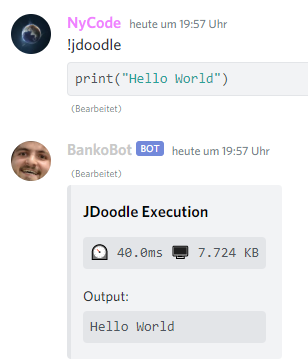 NyCode heute um 19:57 Uhr
!jdoodle
print("Hello World")
(Bearbeitet)
BankoBot BOT heute um 19:57 Uhr
(Bearbeitet)
JDoodle Execution
40.0ms 7.724 KB
Output:
Hello World